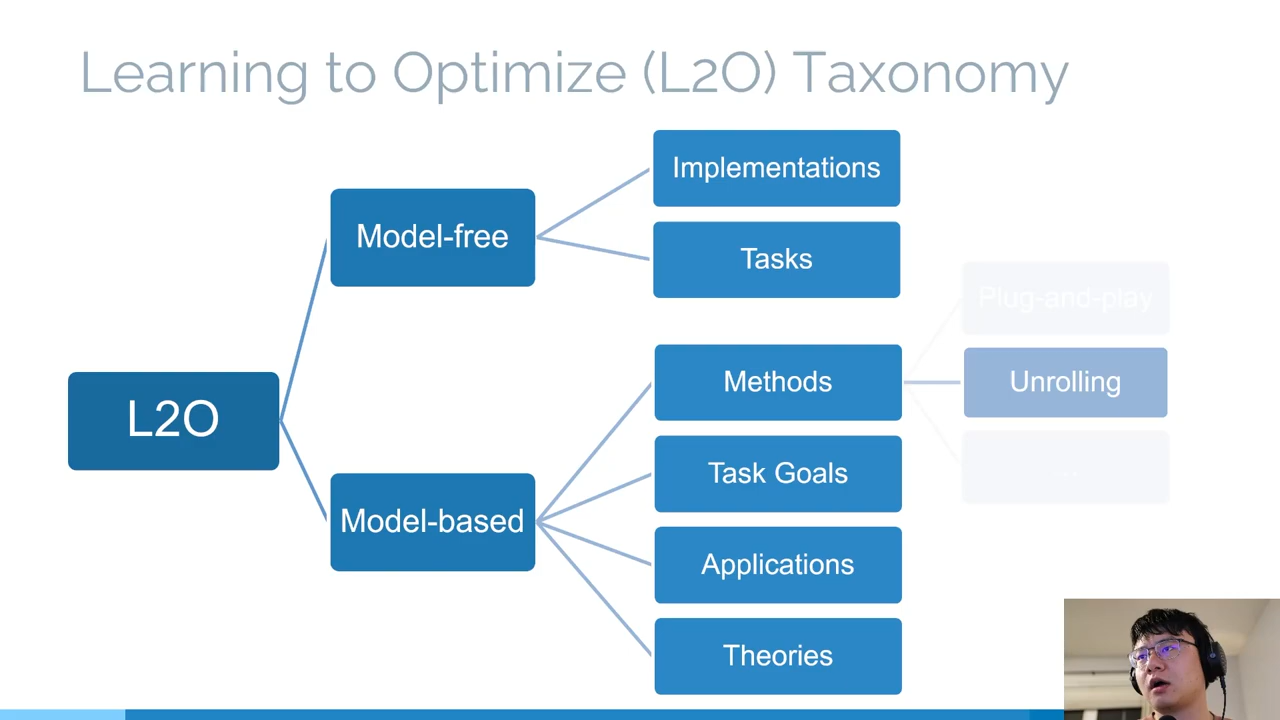 Learning to Optimize (L2O) Taxonomy
L2O
Model-free
Implementations
Tasks
Model-based
Methods
Plug-and-play
Unrolling
...
Task Goals
Applications
Theories